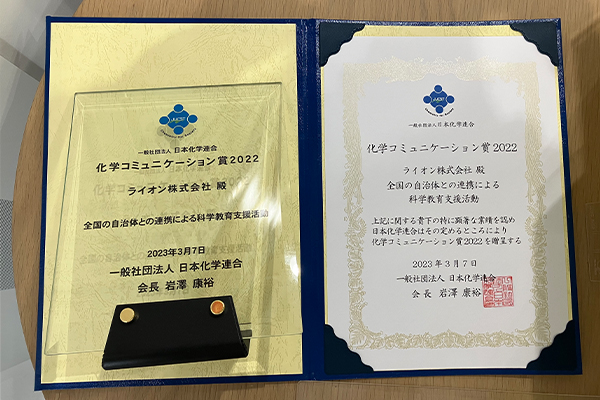 一般社団法人 日本化学連合
化学コミュニケーション賞2022
ライオン株式会社 殿
全国の自治体との連携による科学教育支援活動
2023年3月7日
一般社団法人 日本化学連合
会長 岩澤 康裕
一般社団法人 日本化学連合
化学コミュニケーション賞2022
ライオン株式会社 殿
全国の自治体との連携による
科学教育支援活動
上記に関する貴下の特に顕著な業績を認め
日本化学連合はその定めるところにより
化学コミュニケーション賞2022を贈呈する
2023年3月7日
一般社団法人 日本化学連合
会長 岩澤 康裕